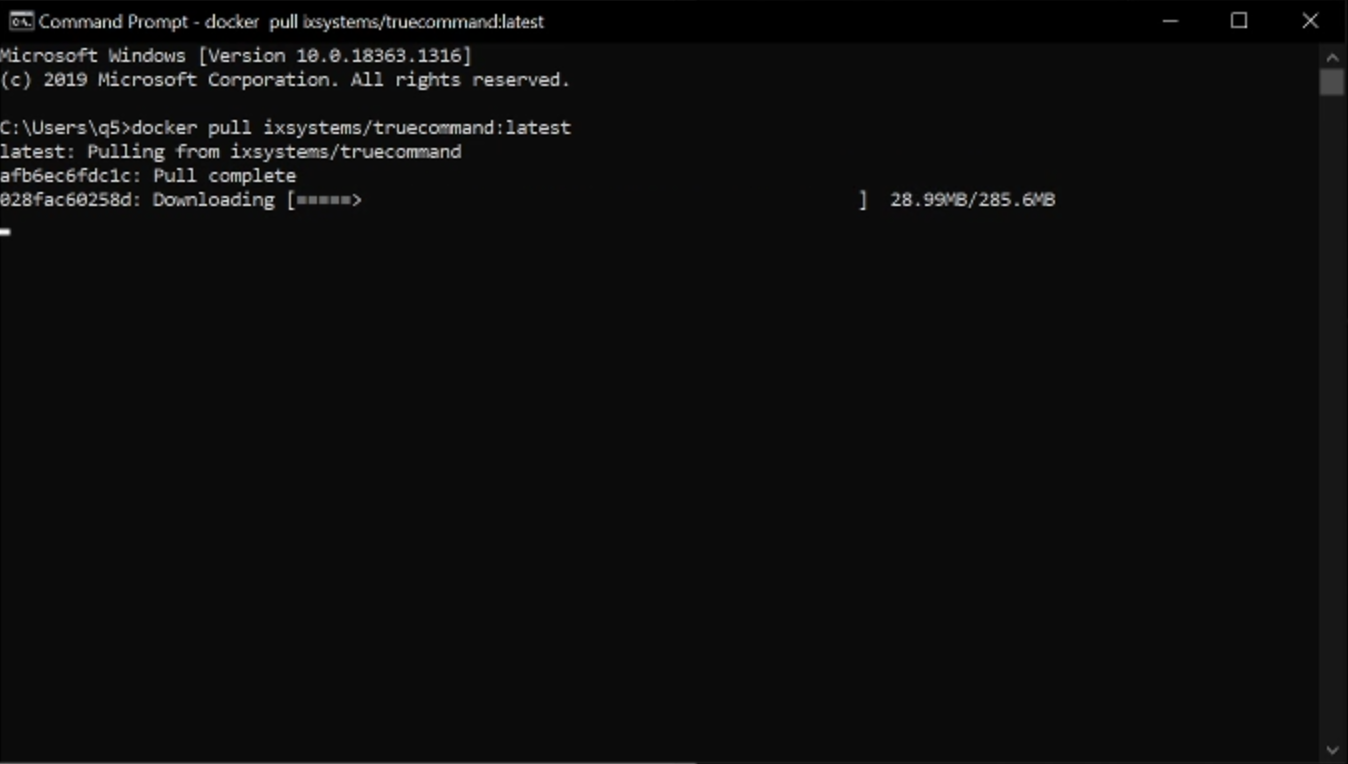 Command Prompt - docker  pull ixsystems/truecommand:latest
Microsoft Windows [Version 10.0.18363.1316]
(c) 2019 Microsoft Corporation. All rights reserved.
C:\Users\q5>docker pull ixsystems/truecommand:latest
latest: Pulling from ixsystems/truecommand
afb6ec6fdc1c: Pull complete
028fac60258d: Downloading [=====>                                             ]  28.99MB/285.6MB